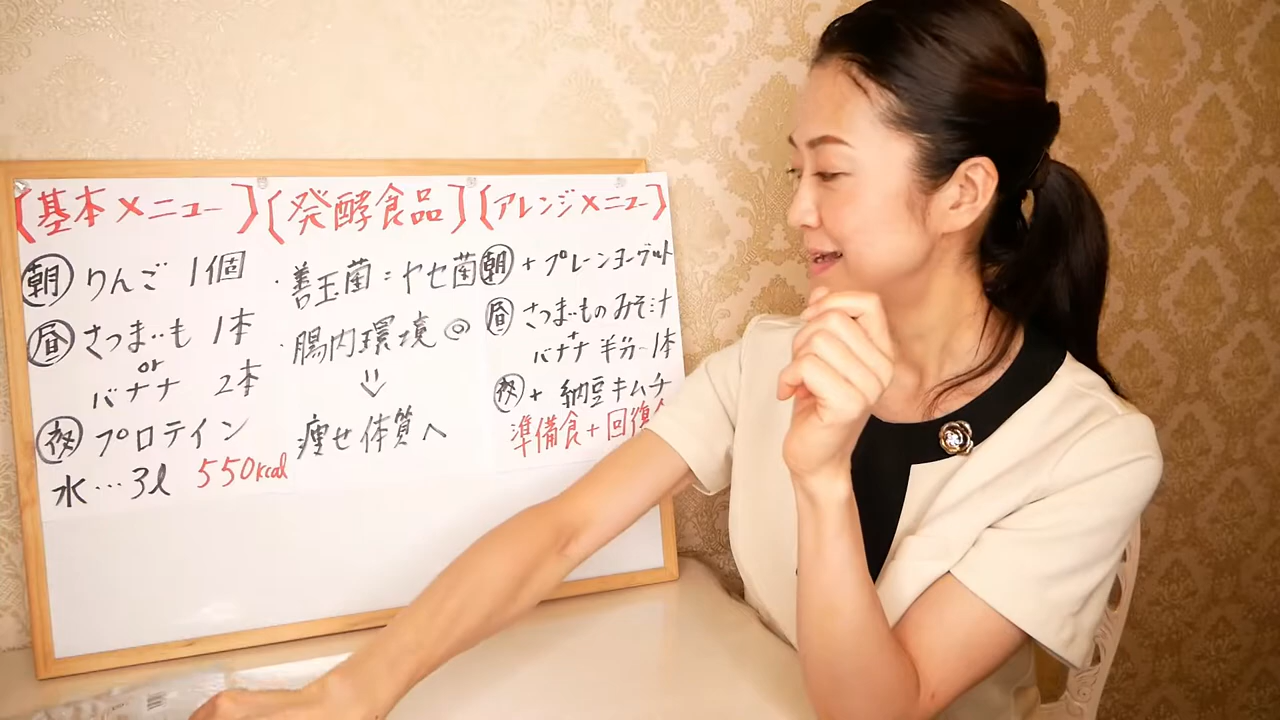 〔基本メニュー〕
朝 りんご 1個
昼 さつまいも 1本
or
バナナ 2本
夜 プロテイン
水…3l 550kcal
〔発酵食品〕
・善玉菌=ヤセ菌
・腸内環境◎
⇓
痩せ体質へ
〔アレンジメニュー〕
朝 + プレーンヨーグルト
昼 さつまいものみそ汁
+
バナナ 半分~1本
夜 + 納豆キムチ
準備食+回復